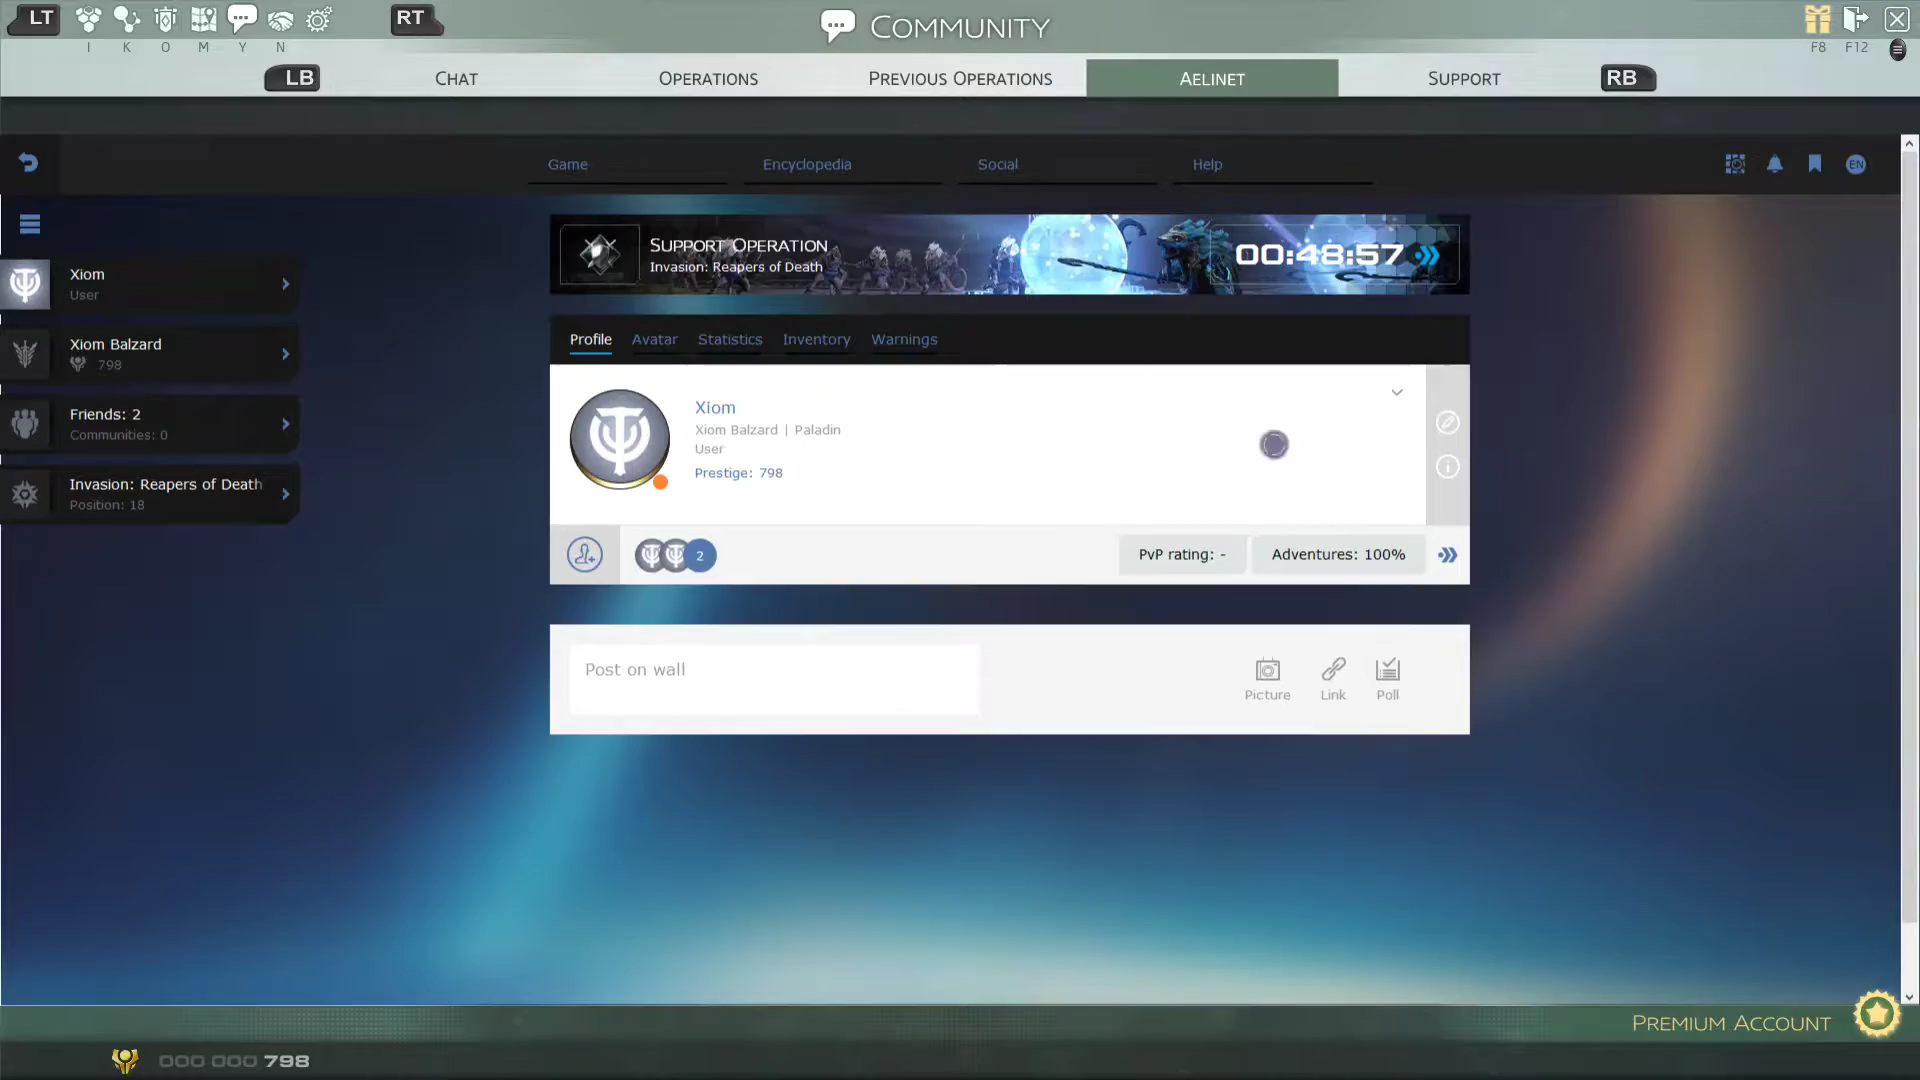 LT
RT
COMMUNITY
I K O M Y N
F8 F12
LB
CHAT
OPERATIONS
PREVIOUS OPERATIONS
AELINET
SUPPORT
RB
Game
Encyclopedia
Social
Help
EN
SUPPORT OPERATION
Invasion: Reapers of Death
00:48:57
Xiom
User
Xiom Balzard
798
Friends: 2
Communities: 0
Invasion: Reapers of Death
Position: 18
Profile Avatar Statistics Inventory Warnings
Xiom
Xiom Balzard | Paladin
User
Prestige: 798
2
PvP rating: -
Adventures: 100%
Post on wall
Picture
Link
Poll
PREMIUM ACCOUNT
000 000 798